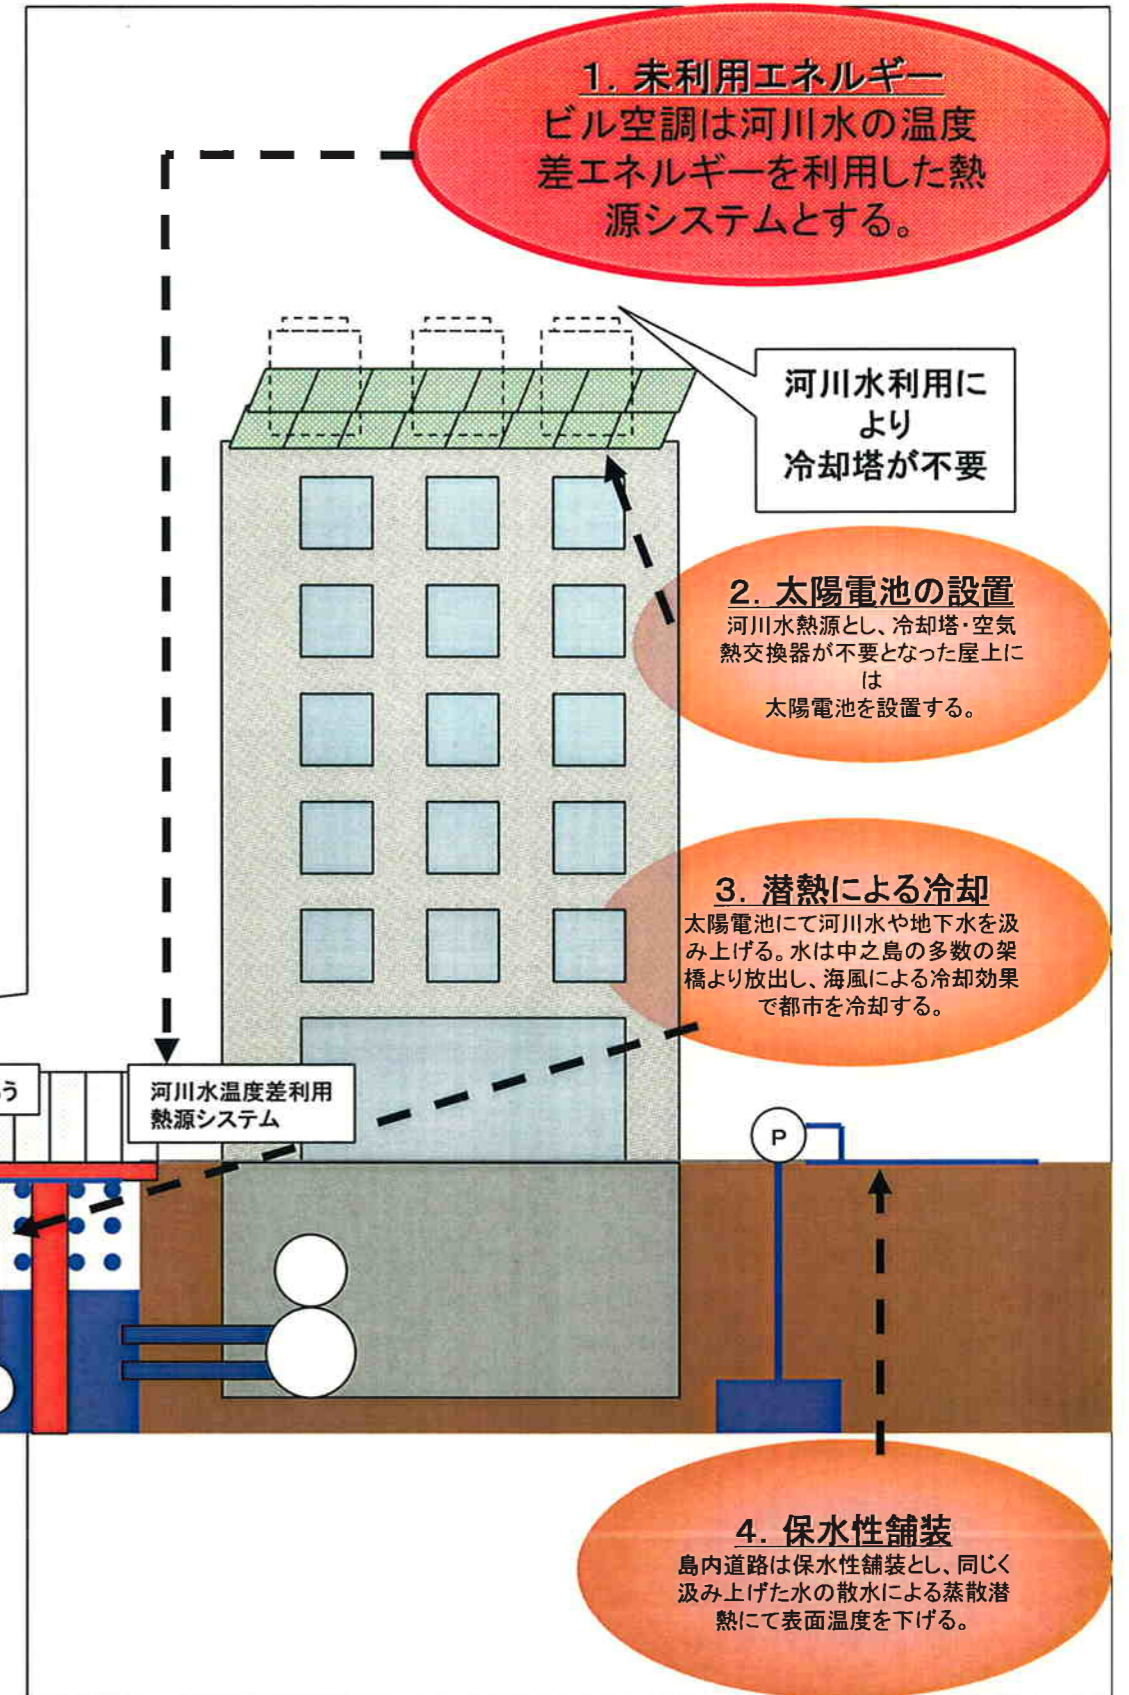 1. 未利用エネルギー
ビル空調は河川水の温度
差エネルギーを利用した熱
源システムとする。
河川水利用に
より
冷却塔が不要
2. 太陽電池の設置
河川水熱源とし、冷却塔・空気
熱交換器が不要となった屋上に
は
太陽電池を設置する。
3. 潜熱による冷却
太陽電池にて河川水や地下水を汲
み上げる。水は中之島の多数の架
橋より放出し、海風による冷却効果
で都市を冷却する。
う
河川水温度差利用
熱源システム
P
4. 保水性舗装
島内道路は保水性舗装とし、同じく
汲み上げた水の散水による蒸散潜
熱にて表面温度を下げる。